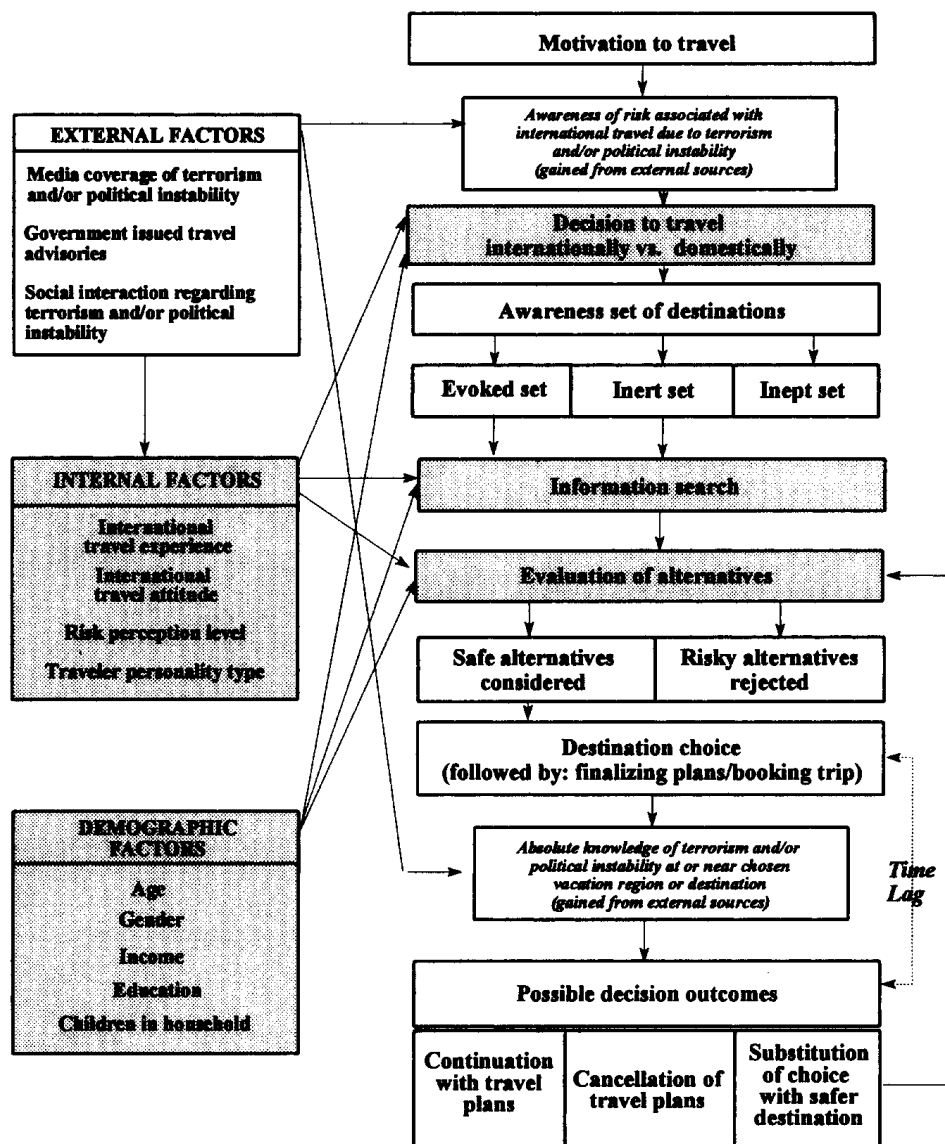 Motivation to travel
Awareness of risk associated with
international travel due to terrorism
and/or political instability
(gained from external sources)
EXTERNAL FACTORS
Media coverage of terrorism
and/or political instability
Government issued travel
advisories
Social interaction regarding
terrorism and/or political
instability
Decision to travel
internationally vs. domestically
Awareness set of destinations
Evoked set
Inert set
Inept set
INTERNAL FACTORS
International
travel experience
International
travel attitude
Risk perception level
Traveler personality type
Information search
Evaluation of alternatives
Safe alternatives
considered
Risky alternatives
rejected
Destination choice
(followed by: finalizing plans/booking trip)
DEMOGRAPHIC
FACTORS
Age
Gender
Income
Education
Children in household
Absolute knowledge of terrorism and/or
political instability at or near chosen
vacation region or destination
(gained from external sources)
Time
Lag
Possible decision outcomes
Continuation
with travel
plans
Cancellation of
travel plans
Substitution
of choice
with safer
destination